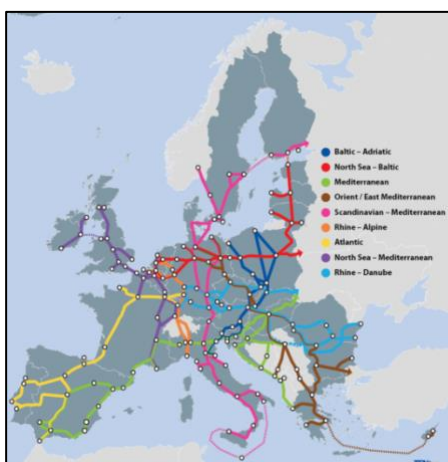 Baltic – Adriatic
North Sea – Baltic
Mediterranean
Orient / East Mediterranean
Scandinavian – Mediterranean
Rhine – Alpine
Atlantic
North Sea – Mediterranean
Rhine – Danube